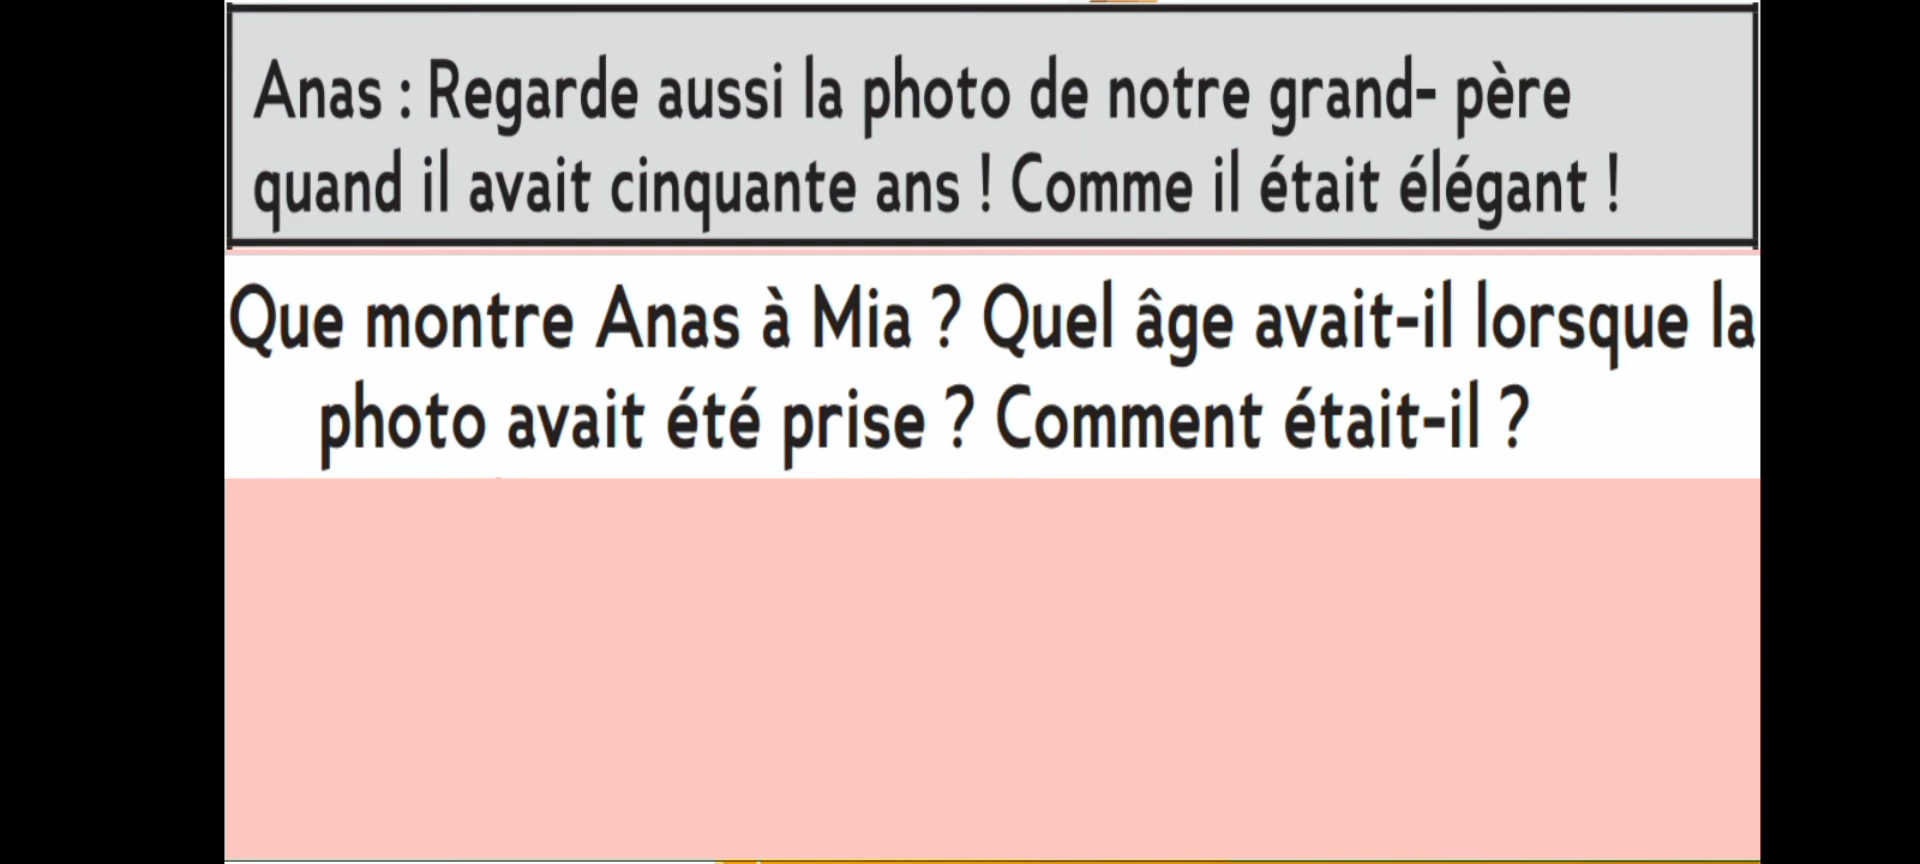 Anas : Regarde aussi la photo de notre grand- père
quand il avait cinquante ans ! Comme il était élégant !
Que montre Anas à Mia ? Quel âge avait-il lorsque la
photo avait été prise ? Comment était-il ?